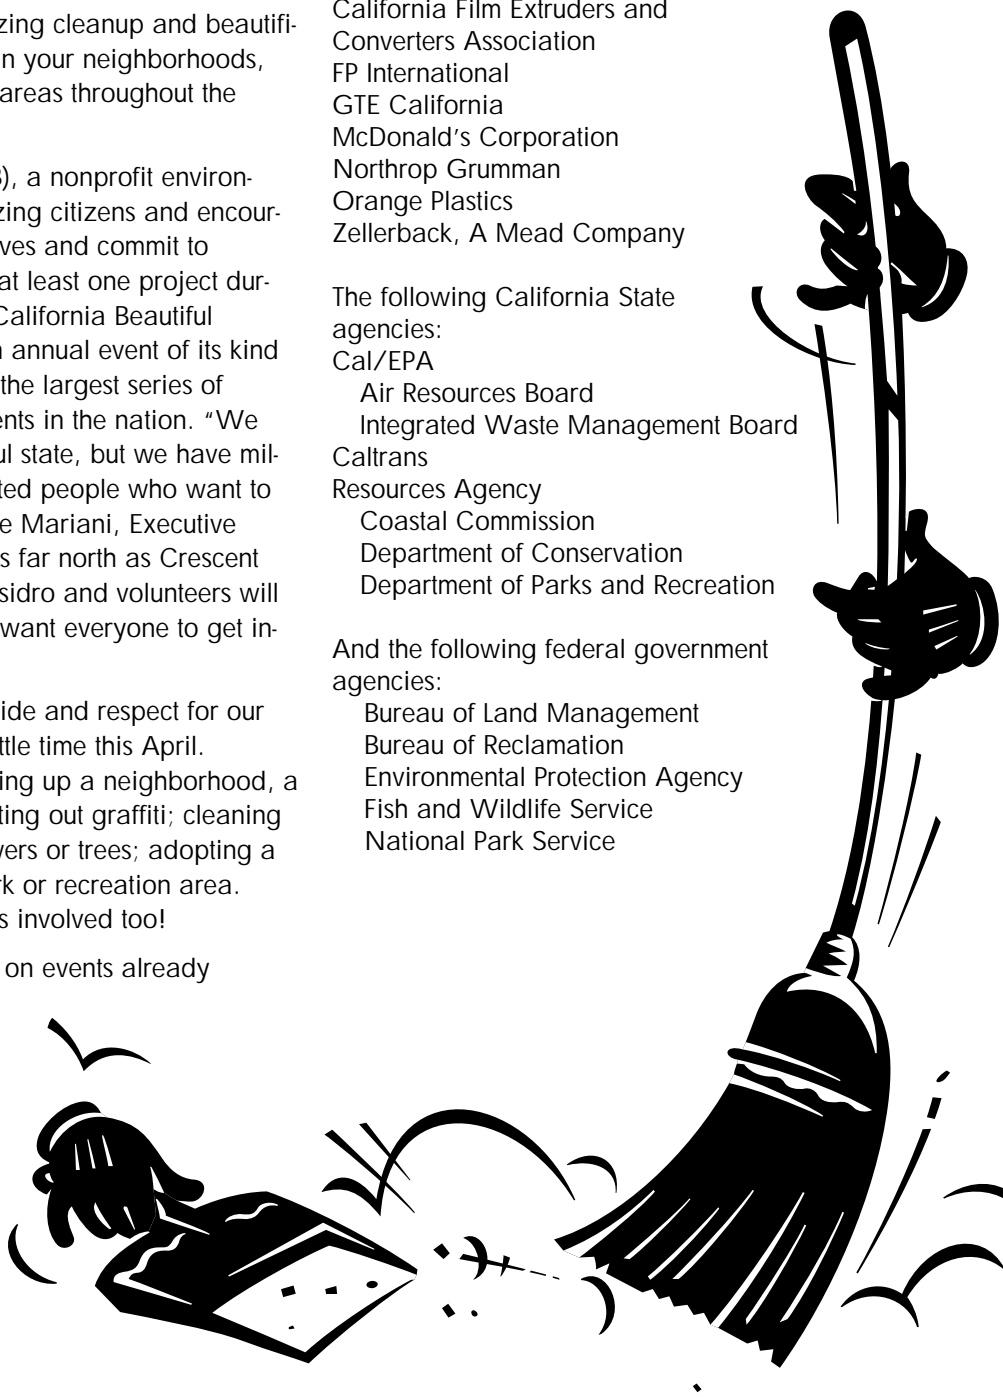 zing cleanup and beautifi-
n your neighborhoods,
areas throughout the
), a nonprofit environ-
zing citizens and encour-
ves and commit to
at least one project dur-
California Beautiful
annual event of its kind
the largest series of
ents in the nation. “We
ul state, but we have mil-
ted people who want to
e Mariani, Executive
s far north as Crescent
sidro and volunteers will
want everyone to get in-
ide and respect for our
ttle time this April.
ing up a neighborhood, a
ting out graffiti; cleaning
wers or trees; adopting a
rk or recreation area.
s involved too!
on events already
California Film Extruders and
Converters Association
FP International
GTE California
McDonald’s Corporation
Northrop Grumman
Orange Plastics
Zellerback, A Mead Company
The following California State
agencies:
Cal/EPA
Air Resources Board
Integrated Waste Management Board
Caltrans
Resources Agency
Coastal Commission
Department of Conservation
Department of Parks and Recreation
And the following federal government
agencies:
Bureau of Land Management
Bureau of Reclamation
Environmental Protection Agency
Fish and Wildlife Service
National Park Service